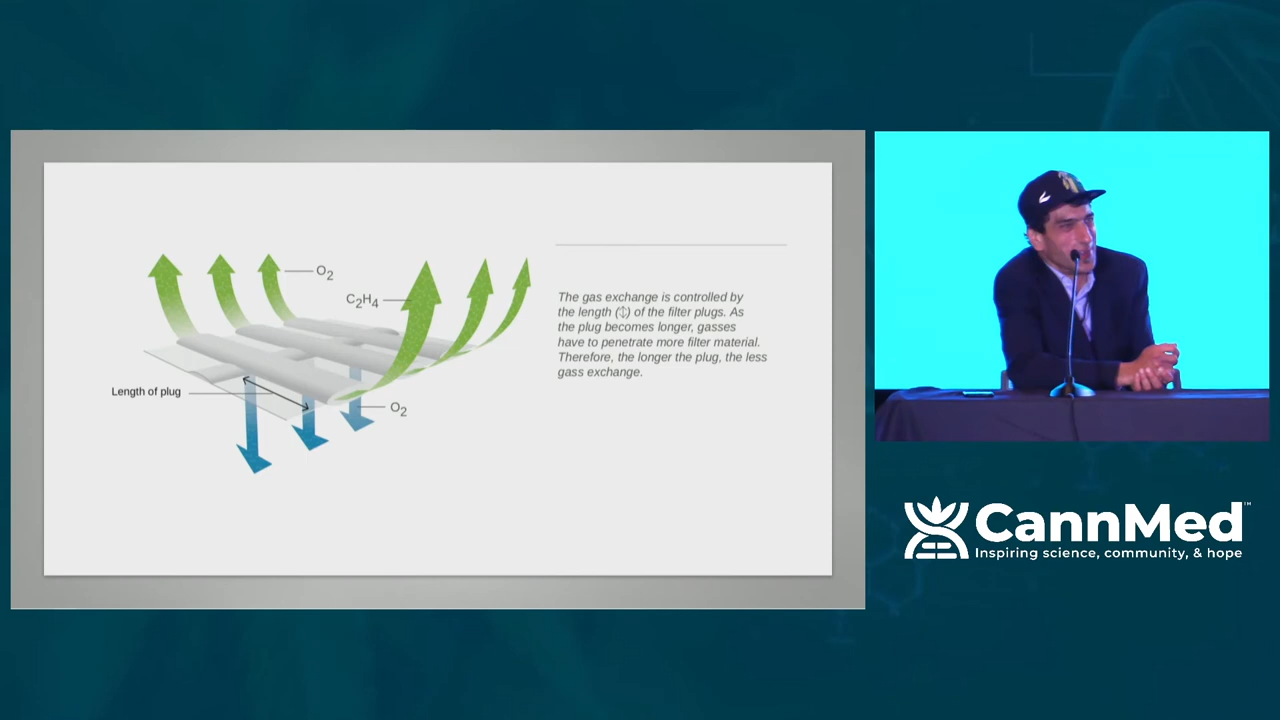 O2
C2H4
Length of plug
O2
The gas exchange is controlled by
the length (↕) of the filter plugs. As
the plug becomes longer, gasses
have to penetrate more filter material.
Therefore, the longer the plug, the less
gass exchange.
CannMed™
Inspiring science, community, & hope